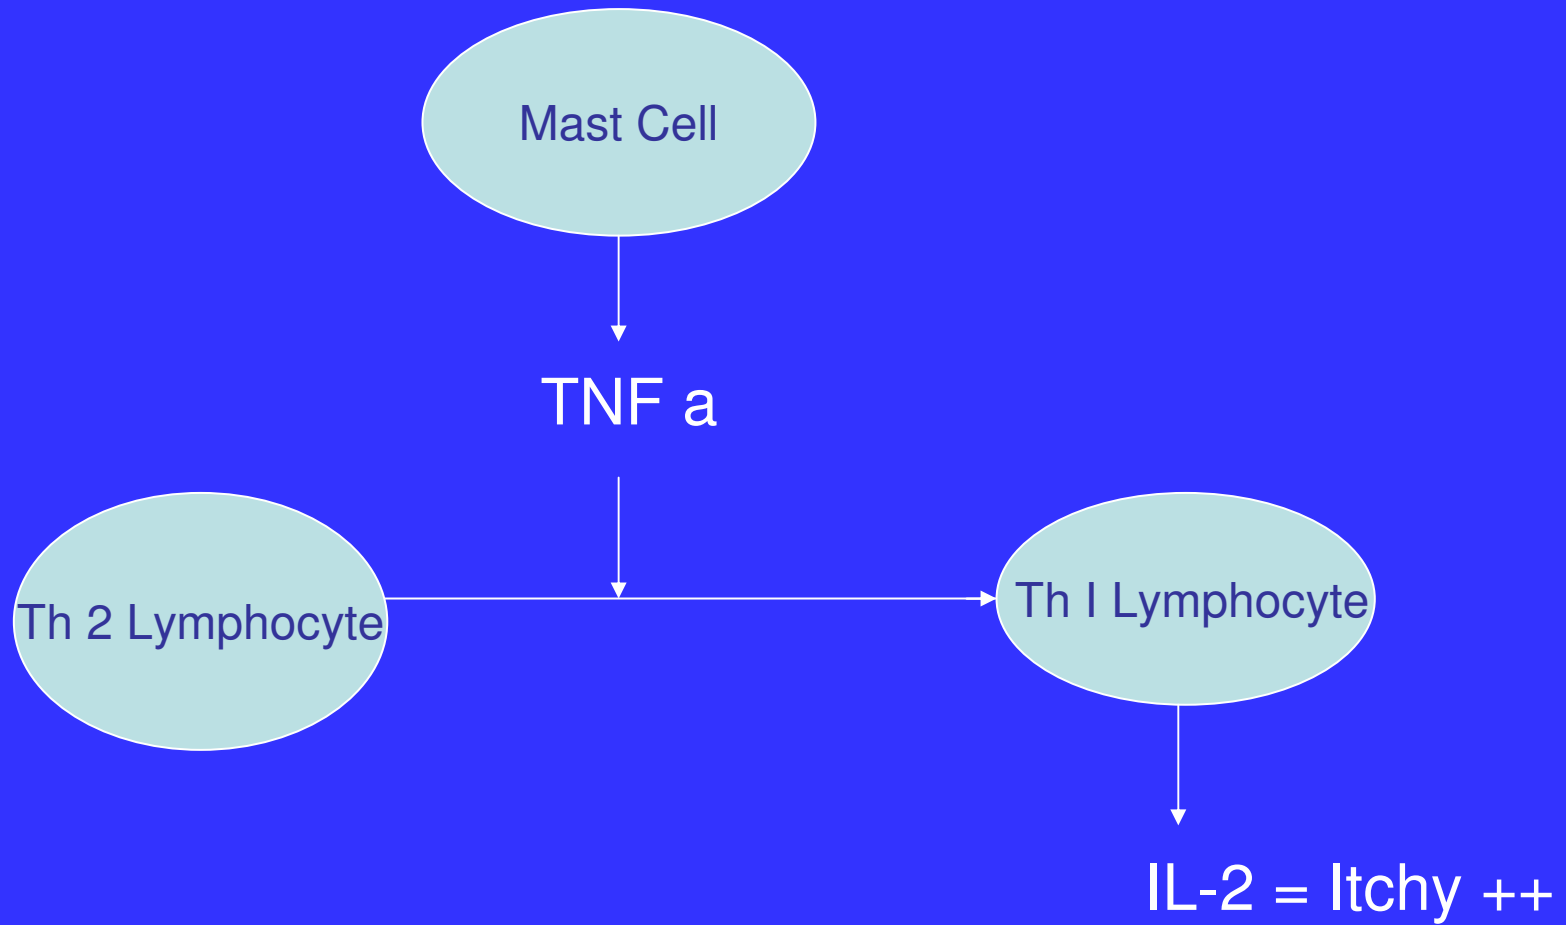 Mast Cell
TNF a
Th 2 Lymphocyte
Th I Lymphocyte
IL-2 = Itchy ++